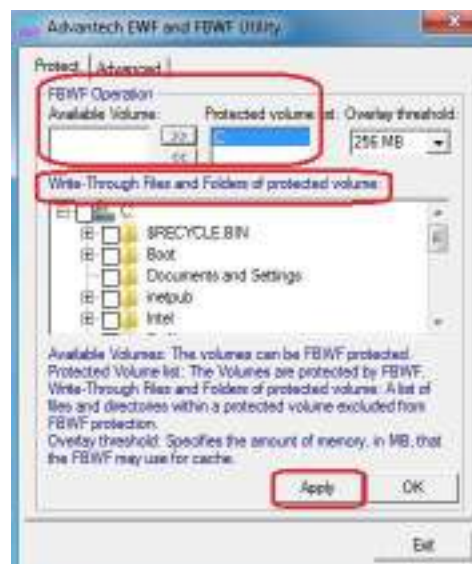 Advantech EWF and FBWF Utility
Protect Advanced
FBWF Operation
Available Volume: Protected volume list: Overlay threshold:
>> C: 256 MB
<<
Write-Through Files and Folders of protected volume:
C:
$RECYCLE.BIN
Boot
Documents and Settings
inetpub
Intel
Available Volumes: The volumes can be FBWF protected.
Protected Volume list: The Volumes are protected by FBWF.
Write-Through Files and Folders of protected volume: A list of
files and directories within a protected volume excluded from
FBWF protection.
Overlay threshold: Specifies the amount of memory, in MB, that
the FBWF may use for cache.
Apply OK
Exit